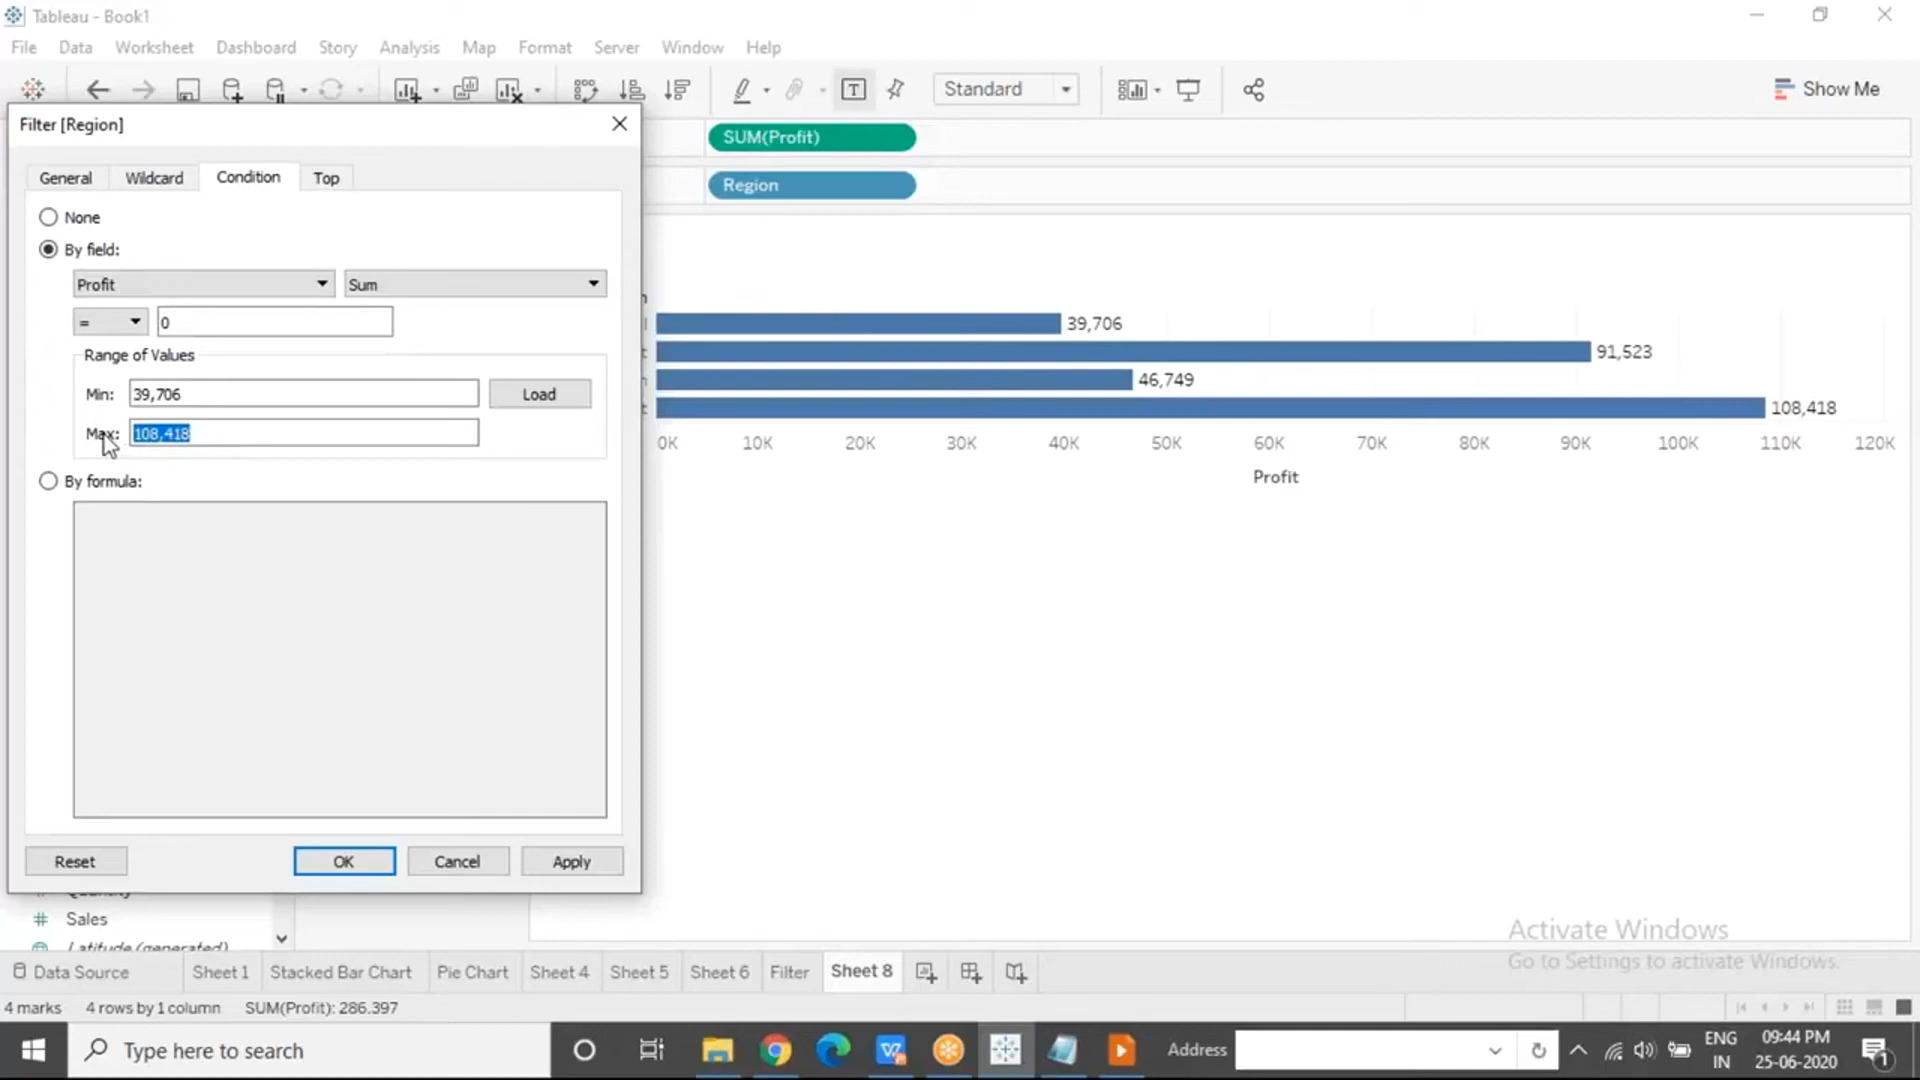 Tableau - Book1
File Data Worksheet Dashboard Story Analysis Map Format Server Window Help
Standard
Show Me
Filter [Region]
SUM(Profit)
General Wildcard Condition Top
Region
None
By field:
Profit Sum
= 0
Range of Values
Min: 39,706 Load
Max: 108,418
By formula:
39,706
91,523
46,749
108,418
0K 10K 20K 30K 40K 50K 60K 70K 80K 90K 100K 110K 120K
Profit
Reset OK Cancel Apply
Quantity
Sales
Latitude (generated)
Activate Windows
Go to Settings to activate Windows.
Data Source Sheet 1 Stacked Bar Chart Pie Chart Sheet 4 Sheet 5 Sheet 6 Filter Sheet 8
4 marks 4 rows by 1 column SUM(Profit): 286.397
Type here to search
Address
ENG
IN
09:44 PM
25-06-2020
1